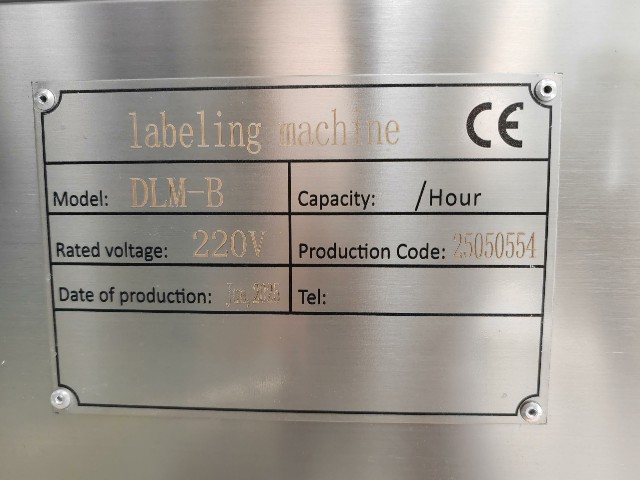 labeling machine CE
Model: DLM-B Capacity: /Hour
Rated voltage: 220V Production Code: 25050554
Date of production: Tel: